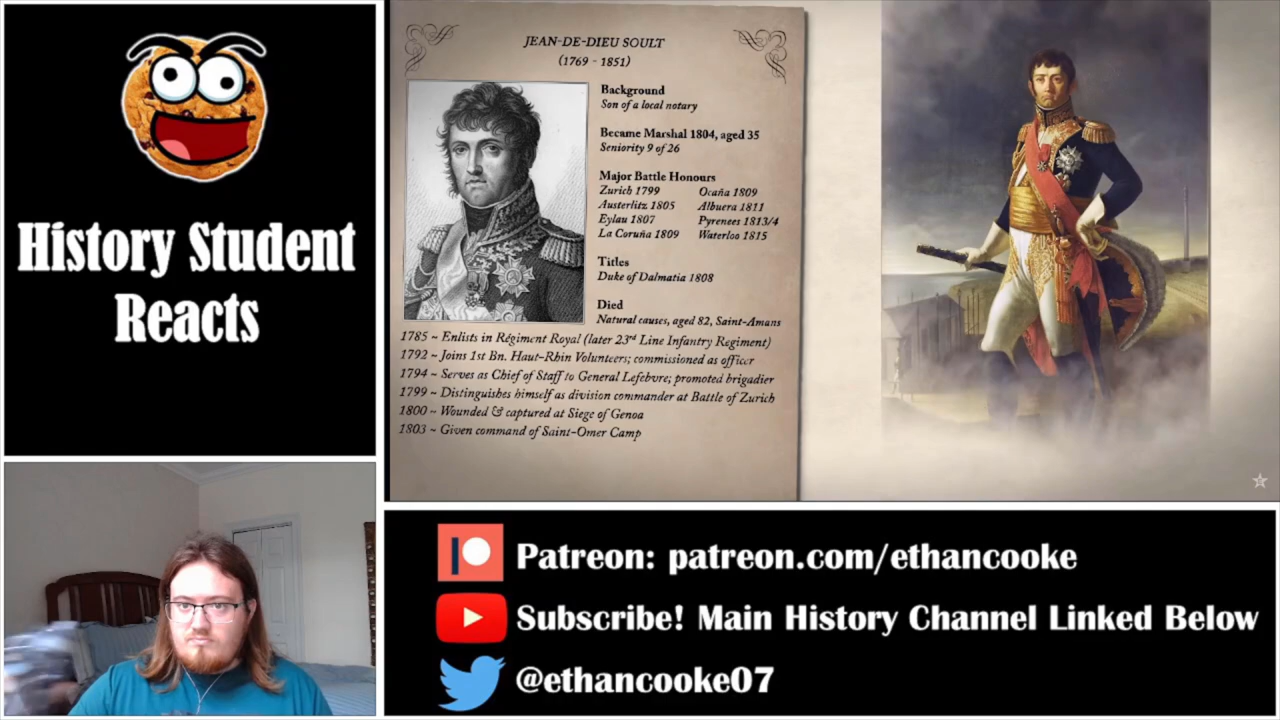 History Student
Reacts
JEAN-DE-DIEU SOULT
(1769 - 1851)
Background
Son of a local notary
Became Marshal 1804, aged 35
Seniority 9 of 26
Major Battle Honours
Zurich 1799 Ocaña 1809
Austerlitz 1805 Albuera 1811
Eylau 1807 Pyrenees 1813/4
La Coruña 1809 Waterloo 1815
Titles
Duke of Dalmatia 1808
Died
Natural causes, aged 82, Saint-Amans
1785 ~ Enlists in Régiment Royal (later 23rd Line Infantry Regiment)
1792 ~ Joins 1st Bn. Haut-Rhin Volunteers; commissioned as officer
1794 ~ Serves as Chief of Staff to General Lefebvre; promoted brigadier
1799 ~ Distinguishes himself as division commander at Battle of Zurich
1800 ~ Wounded & captured at Siege of Genoa
1803 ~ Given command of Saint-Omer Camp
Patreon: patreon.com/ethancooke
Subscribe! Main History Channel Linked Below
@ethancooke07